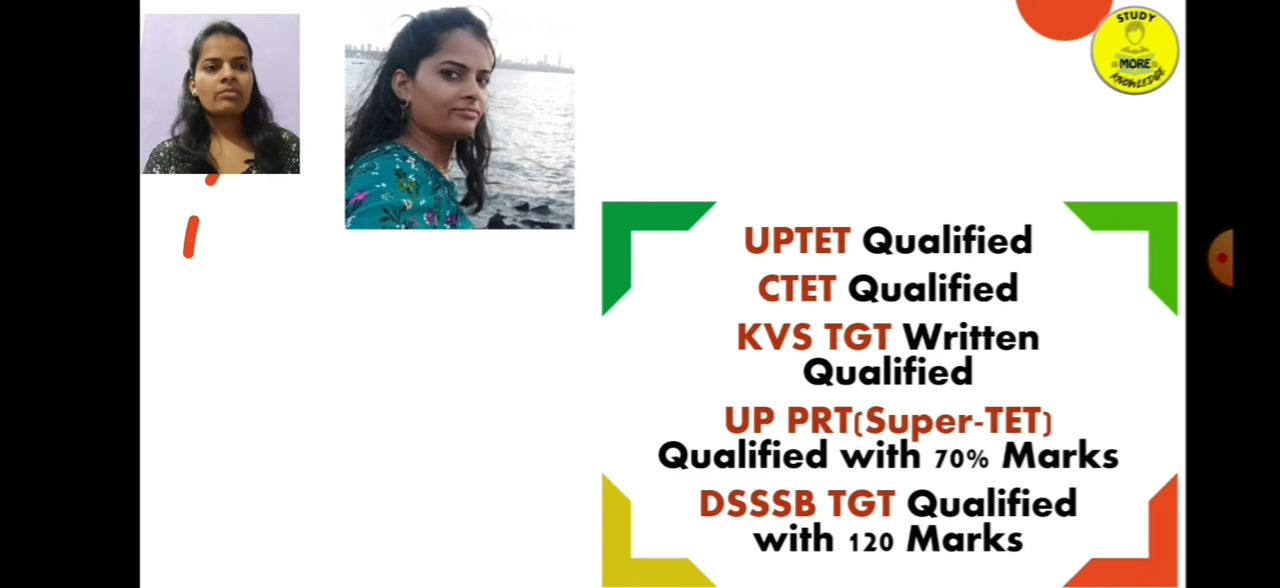 STUDY
MORE
KNOWLEDGE
UPTET Qualified
CTET Qualified
KVS TGT Written
Qualified
UP PRT(Super-TET)
Qualified with 70% Marks
DSSSB TGT Qualified
with 120 Marks